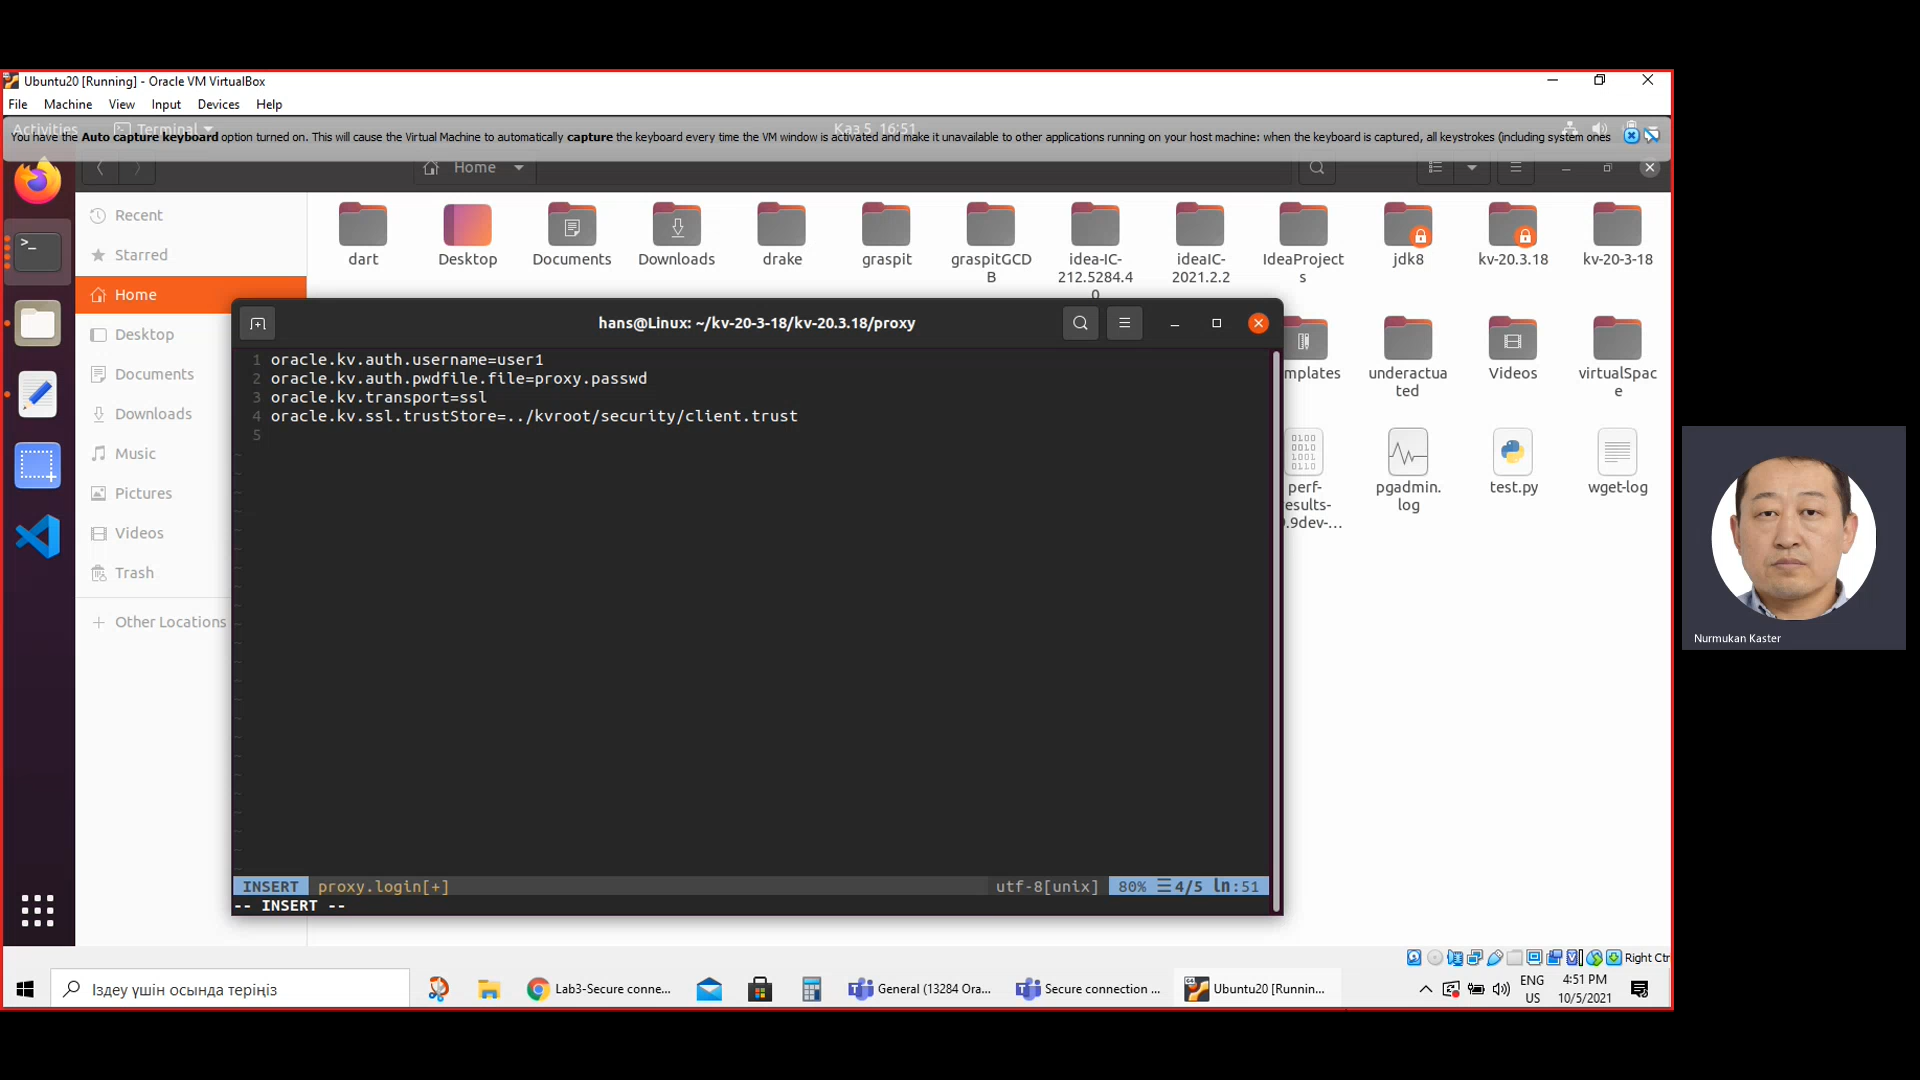 Ubuntu20 [Running] - Oracle VM VirtualBox
File Machine View Input Devices Help
Activities Terminal Каз 5 16:51
You have the Auto capture keyboard option turned on. This will cause the Virtual Machine to automatically capture the keyboard every time the VM window is activated and make it unavailable to other applications running on your host machine: when the keyboard is captured, all keystrokes (including system ones
Home
Recent
Starred
Home
Desktop
Documents
Downloads
Music
Pictures
Videos
Trash
Other Locations
dart
Desktop
Documents
Downloads
drake
graspit
graspitGCD
B
idea-IC-
212.5284.4
0
ideaIC-
2021.2.2
IdeaProject
s
jdk8
kv-20.3.18
kv-20-3-18
mplates
underactua
ted
Videos
virtualSpac
e
perf-
esults-
.9dev-...
pgadmin.
log
test.py
wget-log
hans@Linux: ~/kv-20-3-18/kv-20.3.18/proxy
1 oracle.kv.auth.username=user1
2 oracle.kv.auth.pwdfile.file=proxy.passwd
3 oracle.kv.transport=ssl
4 oracle.kv.ssl.trustStore=../kvroot/security/client.trust
5
INSERT proxy.login[+] utf-8[unix] 80% ☰4/5 ln:51
-- INSERT --
Nurmukan Kaster
Right Ctr
Іздеу үшін осында теріңіз
Lab3-Secure conne...
General (13284 Ora...
Secure connection ...
Ubuntu20 [Runnin...
ENG
US
4:51 PM
10/5/2021